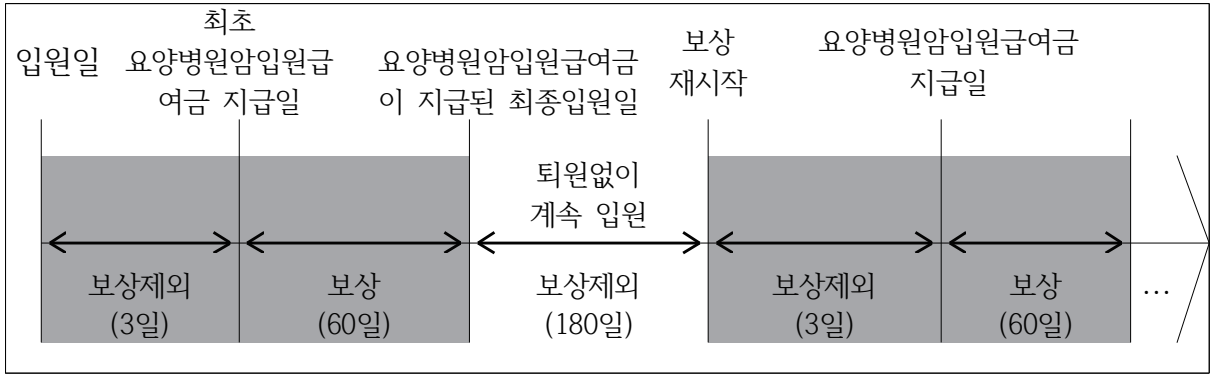 입원일
최초
요양병원암입원급
여금 지급일
요양병원암입원급여금
이 지급된 최종입원일
보상
재시작
요양병원암입원급여금
지급일
퇴원없이
계속 입원
보상제외
(3일)
보상
(60일)
보상제외
(180일)
보상제외
(3일)
보상
(60일)
…